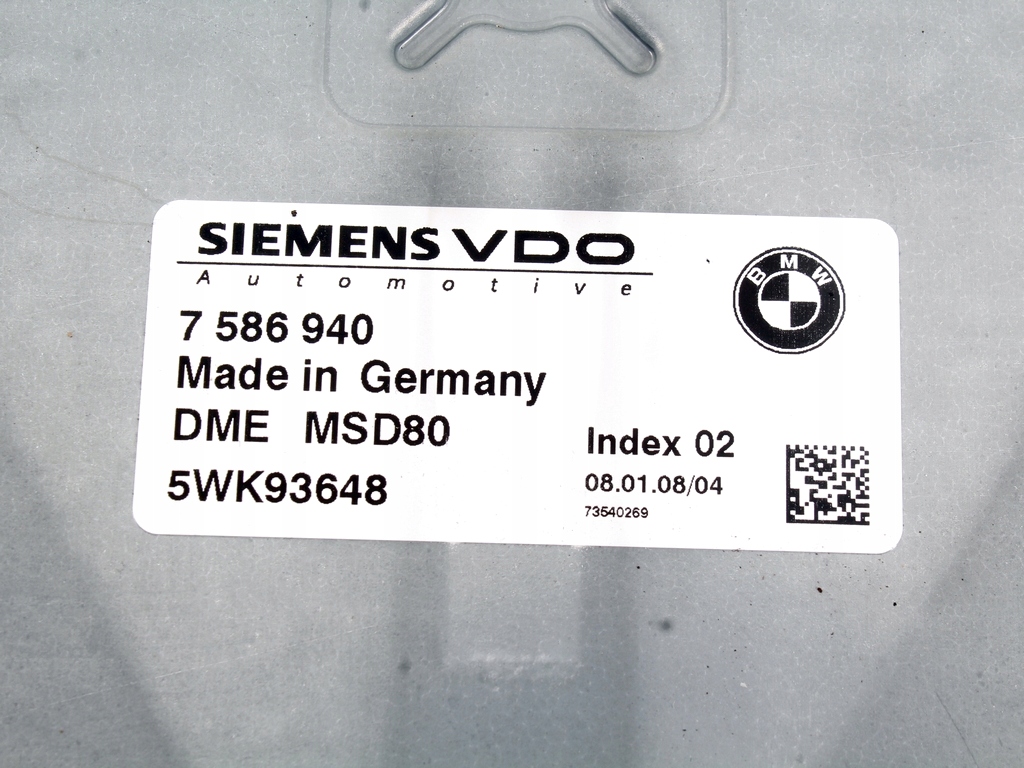 SIEMENS VDO
Automotive
BMW
7 586 940
Made in Germany
DME MSD80
5WK93648
Index 02
08.01.08/04
73540269